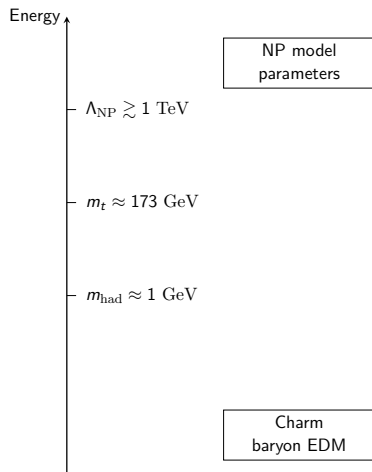 Energy
NP model
parameters
Λ_NP ≳ 1 TeV
m_t ≈ 173 GeV
m_had ≈ 1 GeV
Charm
baryon EDM